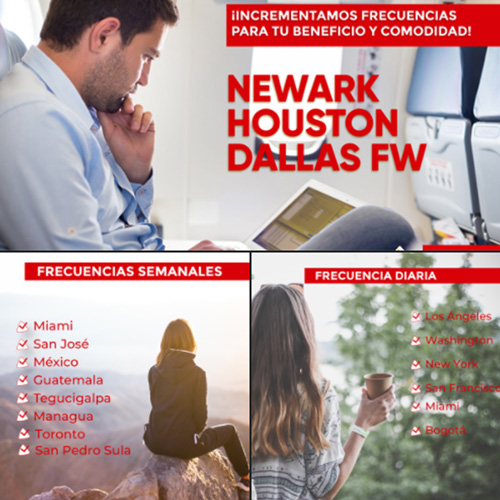 ¡INCREMENTAMOS FRECUENCIAS
PARA TU BENEFICIO Y COMODIDAD!
NEWARK
HOUSTON
DALLAS FW
FRECUENCIAS SEMANALES
Miami
San José
México
Guatemala
Tegucigalpa
Managua
Toronto
San Pedro Sula
FRECUENCIA DIARIA
Los Ángeles
Washington
New York
San Francisco
Miami
Bogotá